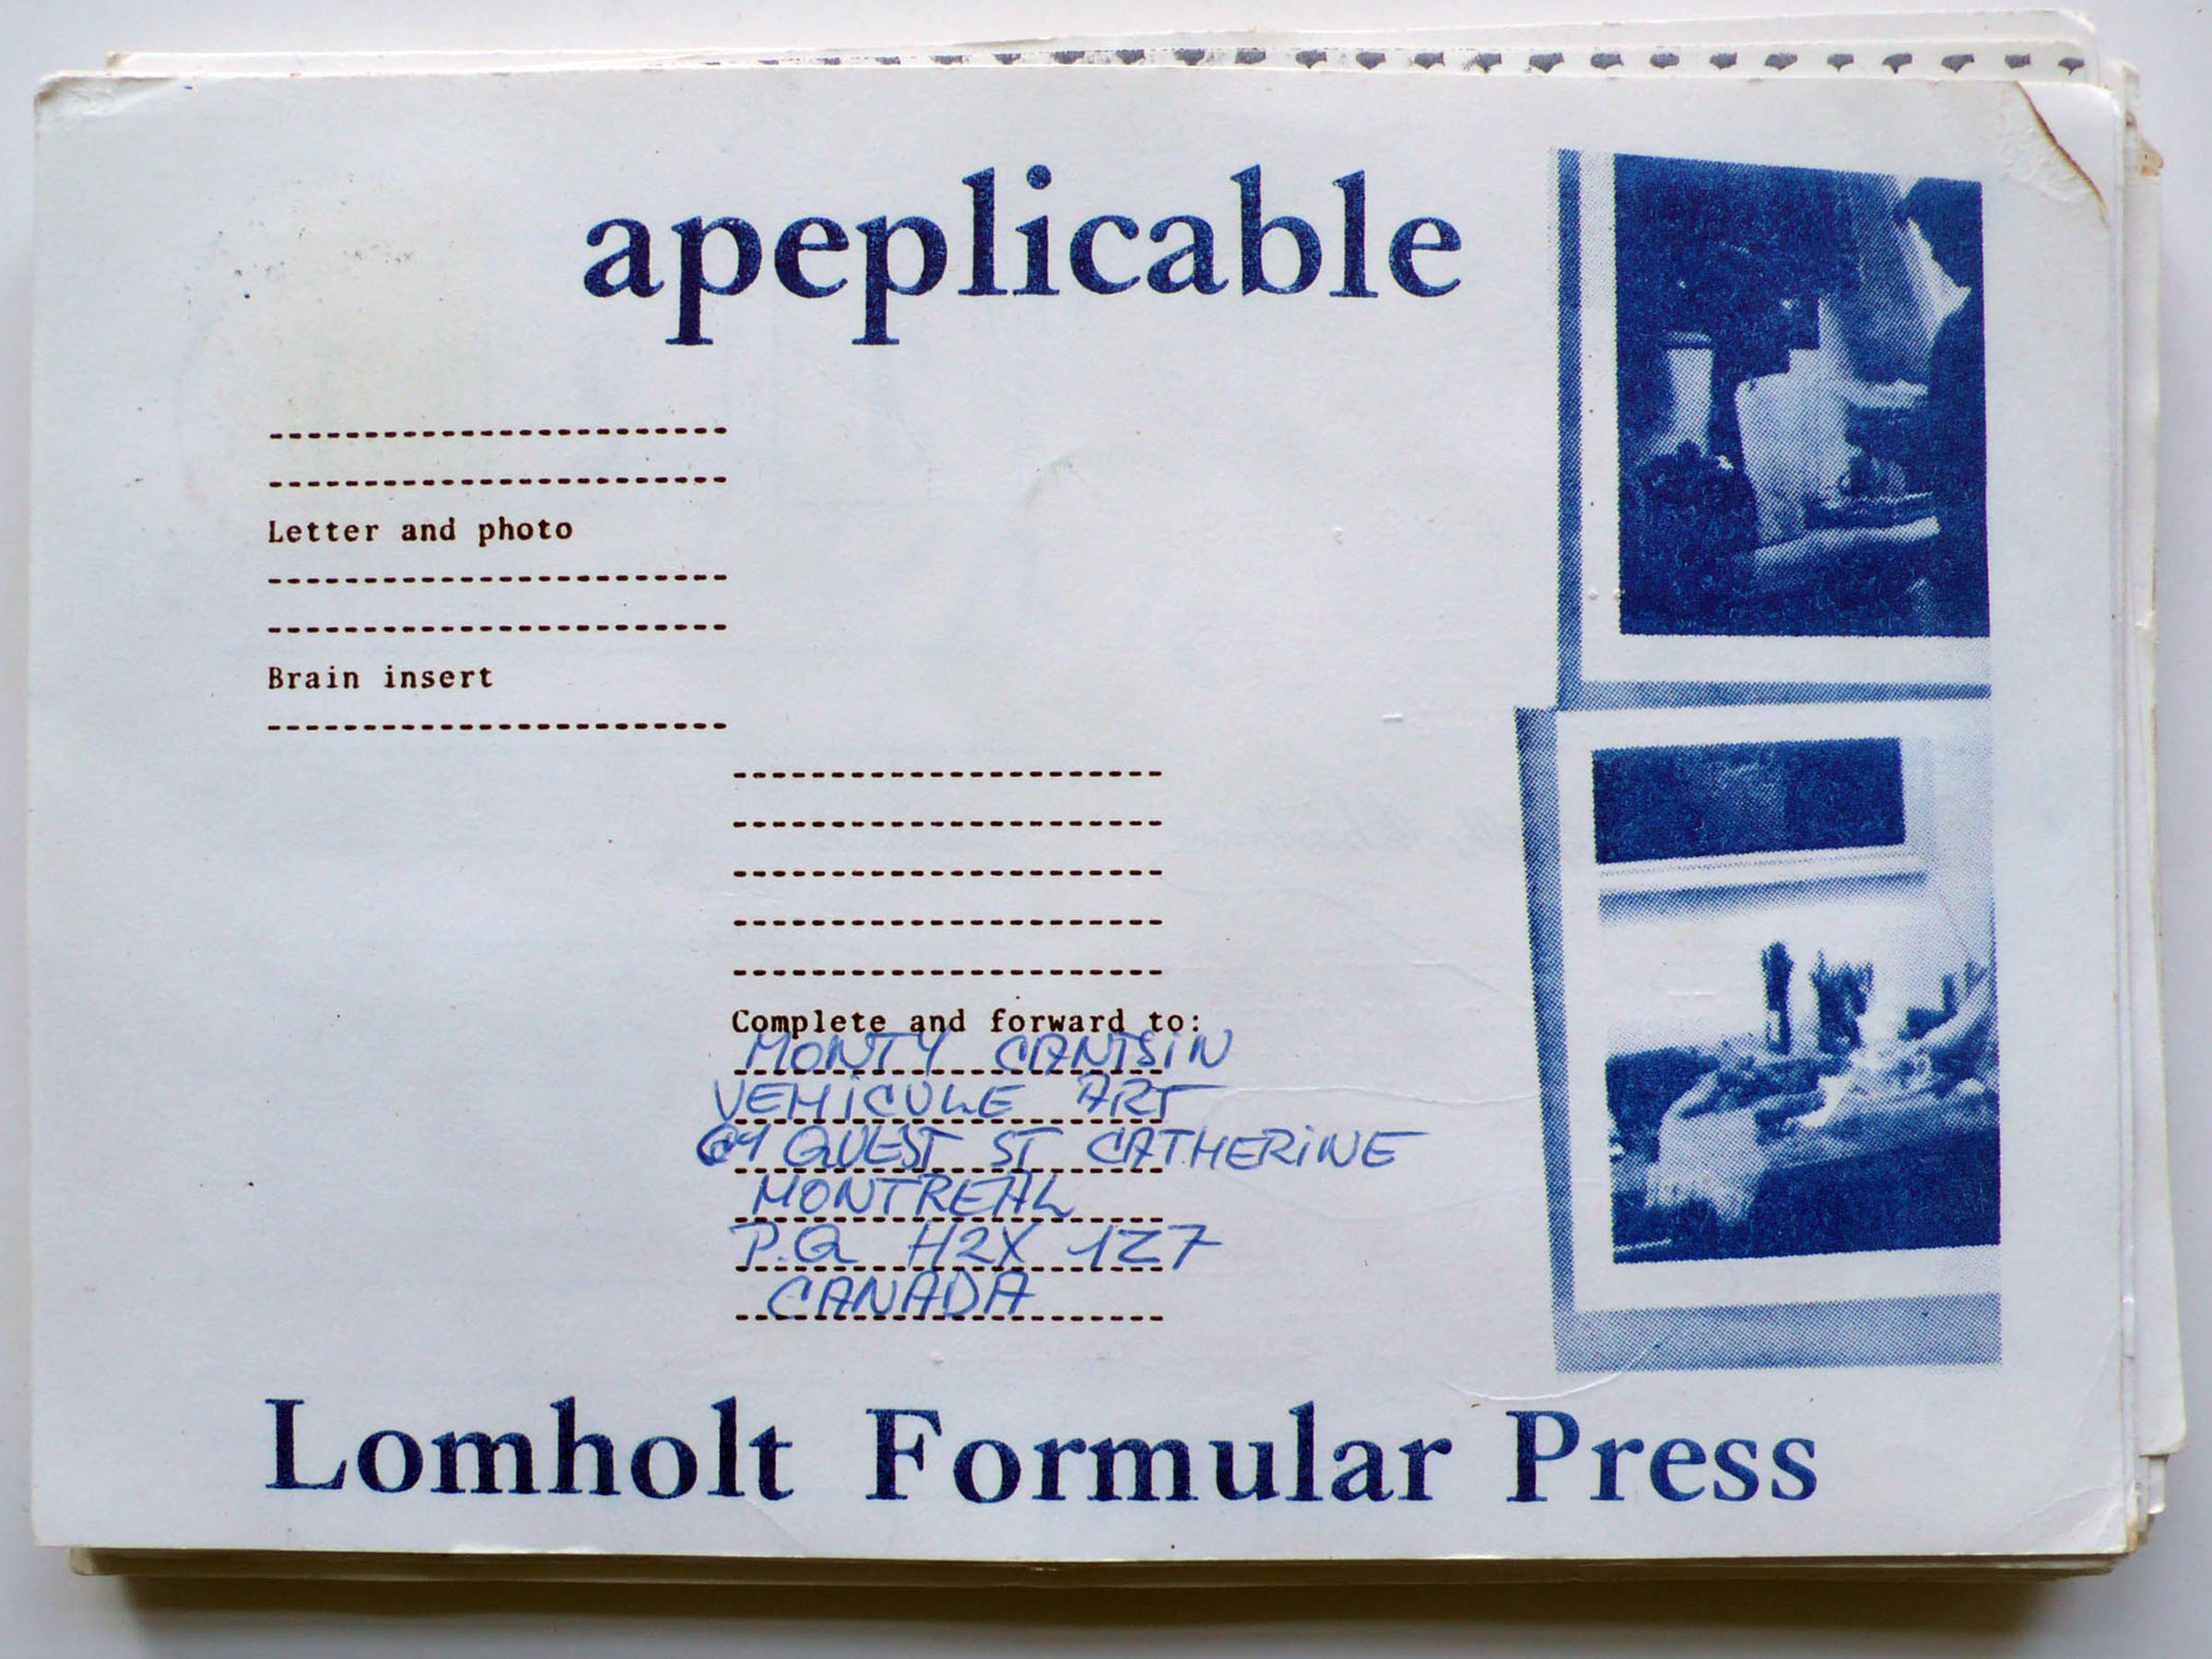 apeplicable
Letter and photo
Brain insert
Complete and forward to:
MONTY CANTSIN
VEHICULE ART
61 OUEST ST CATHERINE
MONTREAL
P.Q H2X 1Z7
CANADA
Lomholt Formular Press